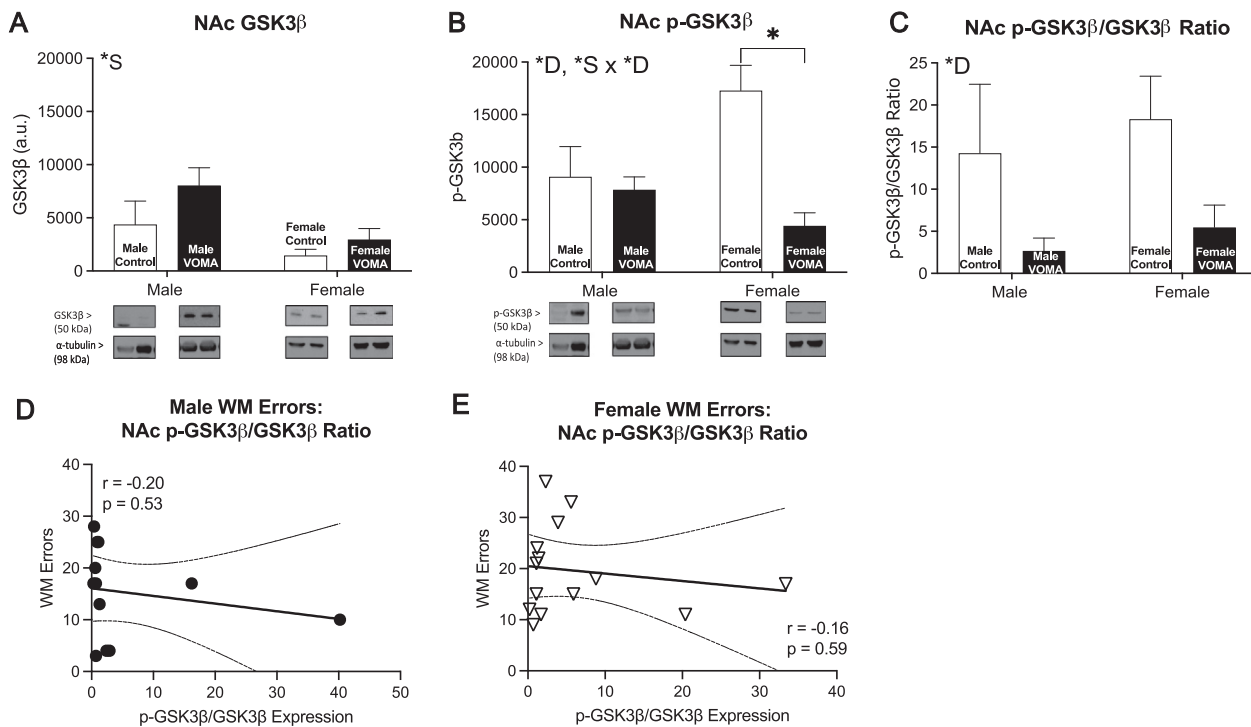 A
NAc GSK3β
*S
GSK3β (a.u.)
20000
15000
10000
5000
0
Male
Control
Male
VOMA
Female
Control
Female
VOMA
Male
Female
GSK3β >
(50 kDa)
α-tubulin >
(98 kDa)
B
NAc p-GSK3β
*D, *S x *D
*
p-GSK3b
20000
15000
10000
5000
0
Male
Control
Male
VOMA
Female
Control
Female
VOMA
Male
Female
p-GSK3β >
(50 kDa)
α-tubulin >
(98 kDa)
C
NAc p-GSK3β/GSK3β Ratio
*D
p-GSK3β/GSK3β Ratio
25
20
15
10
5
0
Male
Control
Male
VOMA
Female
Control
Female
VOMA
Male
Female
D
Male WM Errors:
NAc p-GSK3β/GSK3β Ratio
r = -0.20
p = 0.53
WM Errors
40
30
20
10
0
0 10 20 30 40 50
p-GSK3β/GSK3β Expression
E
Female WM Errors:
NAc p-GSK3β/GSK3β Ratio
WM Errors
40
30
20
10
0
r = -0.16
p = 0.59
0 10 20 30 40
p-GSK3β/GSK3β Expression